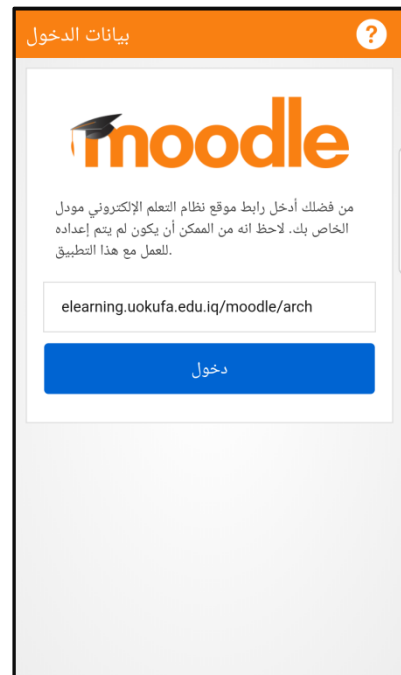 بيانات الدخول
?
moodle
من فضلك أدخل رابط موقع نظام التعلم الإلكتروني مودل
الخاص بك. لاحظ انه من الممكن أن يكون لم يتم إعداده
.للعمل مع هذا التطبيق
elearning.uokufa.edu.iq/moodle/arch
دخول